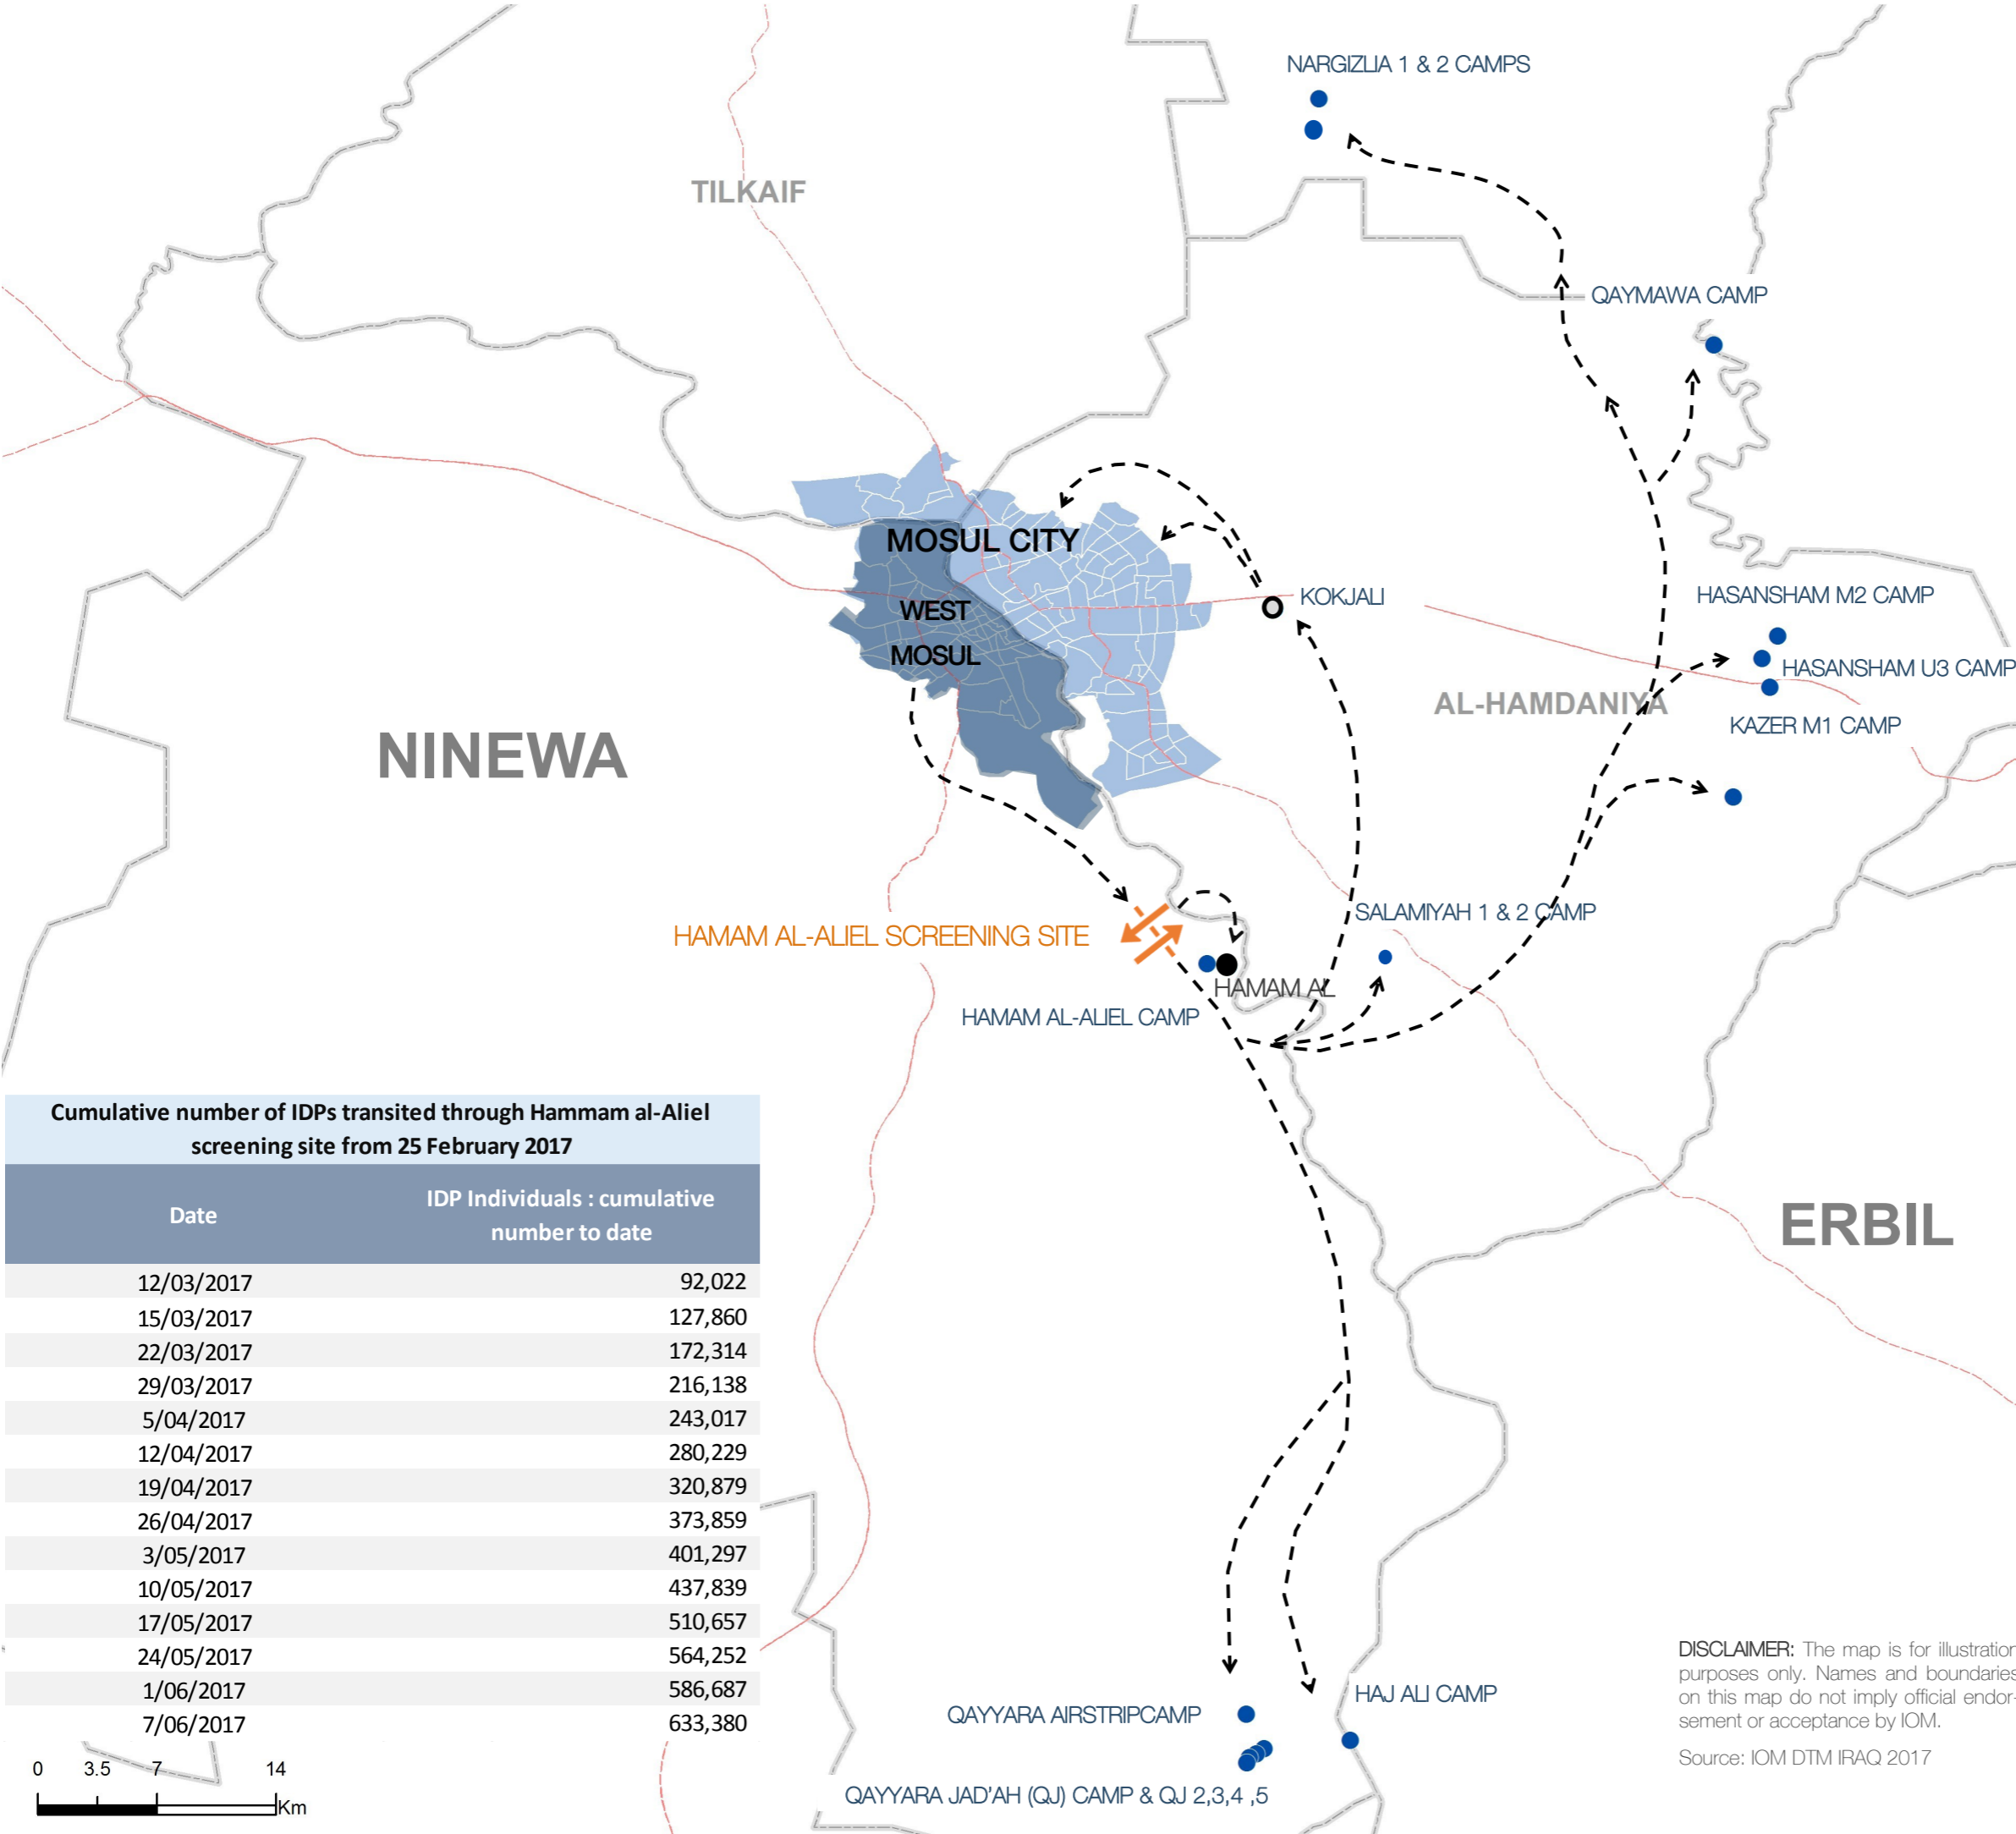 NARGIZLIA 1 & 2 CAMPS
TILKAIF
QAYMAWA CAMP
MOSUL CITY
WEST
MOSUL
KOKJALI
HASANSHAM M2 CAMP
HASANSHAM U3 CAMP
AL-HAMDANIYA
KAZER M1 CAMP
NINEWA
SALAMIYAH 1 & 2 CAMP
HAMAM AL-ALIEL SCREENING SITE
HAMAM AL
HAMAM AL-ALIEL CAMP
Cumulative number of IDPs transited through Hammam al-Aliel
screening site from 25 February 2017
Date
IDP Individuals : cumulative
number to date
12/03/2017 92,022
15/03/2017 127,860
22/03/2017 172,314
29/03/2017 216,138
5/04/2017 243,017
12/04/2017 280,229
19/04/2017 320,879
26/04/2017 373,859
3/05/2017 401,297
10/05/2017 437,839
17/05/2017 510,657
24/05/2017 564,252
1/06/2017 586,687
7/06/2017 633,380
ERBIL
0 3.5 7 14
Km
QAYYARA AIRSTRIPCAMP
HAJ ALI CAMP
QAYYARA JAD'AH (QJ) CAMP & QJ 2,3,4 ,5
DISCLAIMER: The map is for illustration
purposes only. Names and boundaries
on this map do not imply official endor-
sement or acceptance by IOM.
Source: IOM DTM IRAQ 2017